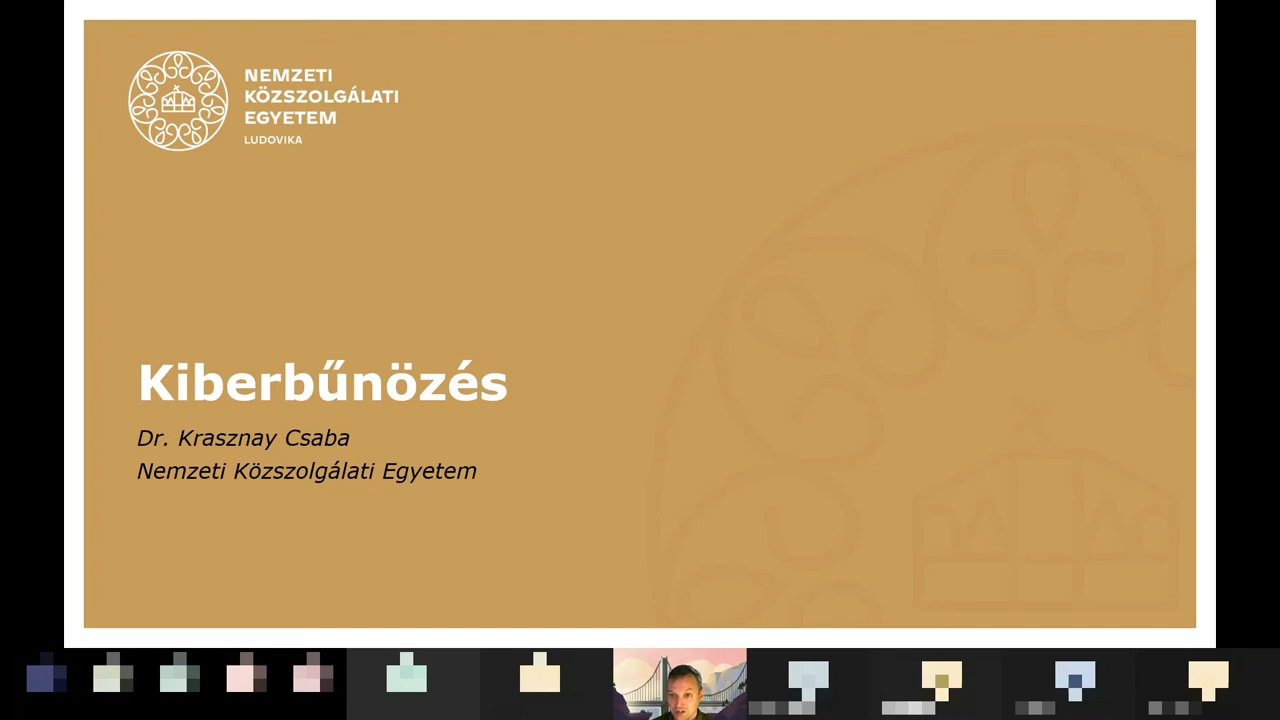 NEMZETI
KÖZSZOLGÁLATI
EGYETEM
LUDOVIKA
Kiberbűnözés
Dr. Krasznay Csaba
Nemzeti Közszolgálati Egyetem